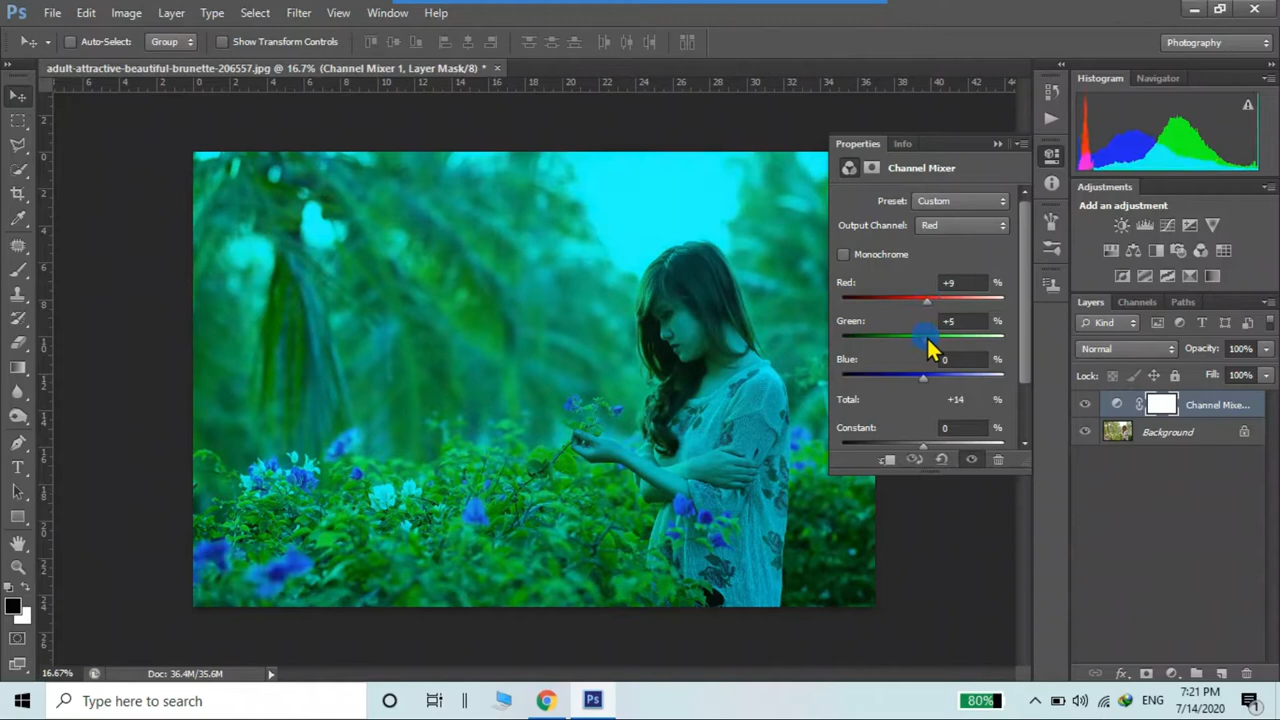 Ps File Edit Image Layer Type Select Filter View Window Help
Auto-Select: Group Show Transform Controls Photography
adult-attractive-beautiful-brunette-206557.jpg @ 16.7% (Channel Mixer 1, Layer Mask/8) *
Histogram Navigator
Properties Info
Channel Mixer
Preset: Custom
Output Channel: Red
Monochrome
Red: +9 %
Green: +5 %
Blue: 0 %
Total: +14 %
Constant: 0 %
Adjustments
Add an adjustment
Layers Channels Paths
Kind
Normal Opacity: 100%
Lock: Fill: 100%
Channel Mixe...
Background
16.67% Doc: 36.4M/35.6M
Type here to search
Ps
80%
ENG
7:21 PM
7/14/2020
1